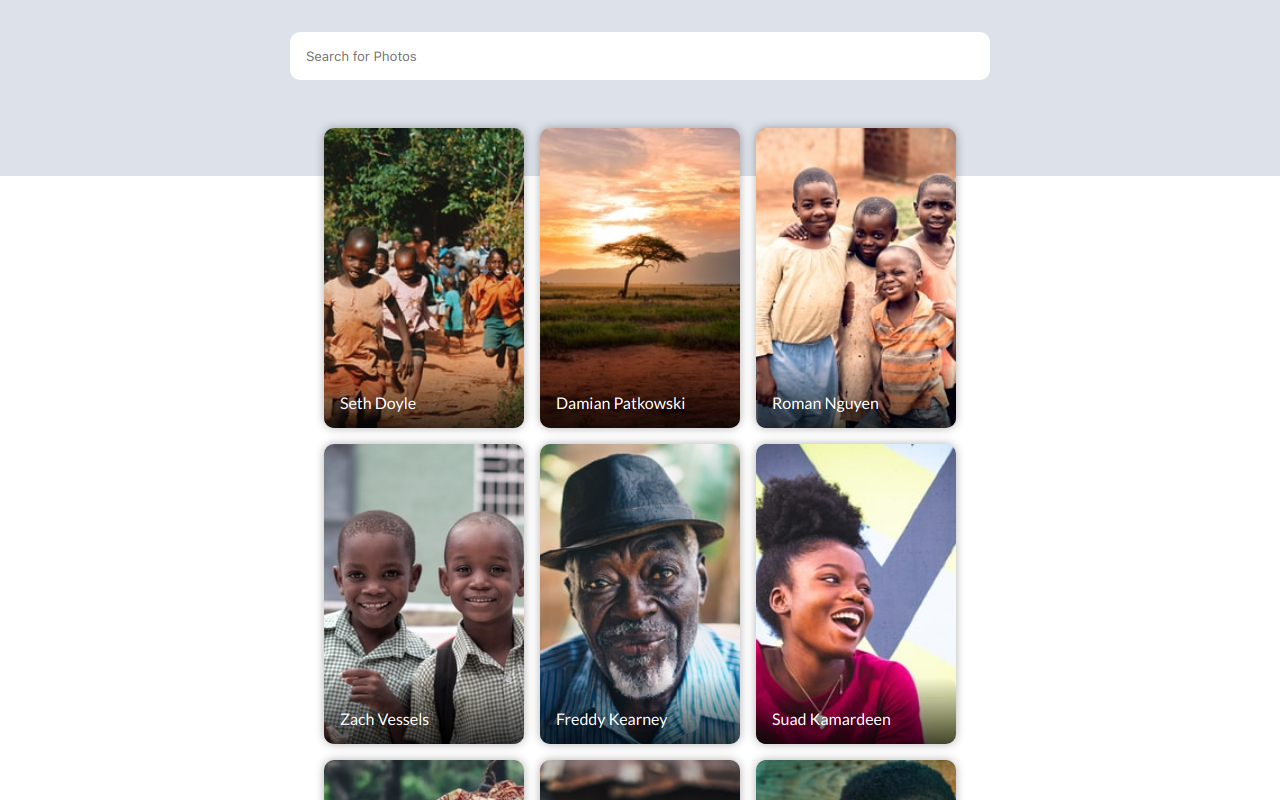 Search for Photos
Seth Doyle
Damian Patkowski
Roman Nguyen
Zach Vessels
Freddy Kearney
Suad Kamardeen